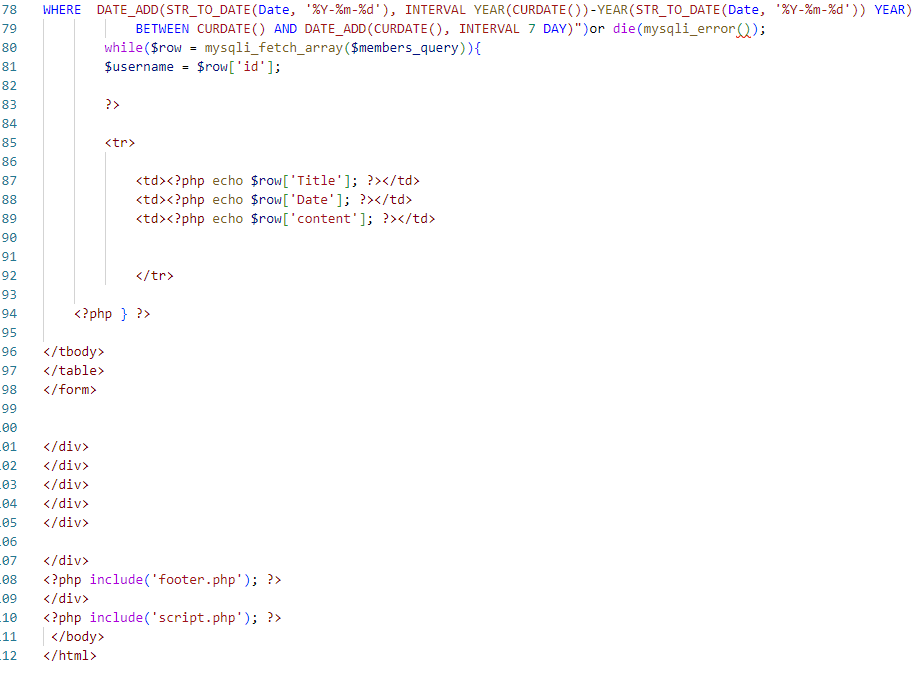 78 WHERE  DATE_ADD(STR_TO_DATE(Date, '%Y-%m-%d'), INTERVAL YEAR(CURDATE())-YEAR(STR_TO_DATE(Date, '%Y-%m-%d')) YEAR)
79 BETWEEN CURDATE() AND DATE_ADD(CURDATE(), INTERVAL 7 DAY)")or die(mysqli_error());
80 while($row = mysqli_fetch_array($members_query)){
81 $username = $row['id'];
82
83 ?>
84
85 <tr>
86
87 <td><?php echo $row['Title']; ?></td>
88 <td><?php echo $row['Date']; ?></td>
89 <td><?php echo $row['content']; ?></td>
90
91
92 </tr>
93
94 <?php } ?>
95
96 </tbody>
97 </table>
98 </form>
99
00
01 </div>
02 </div>
03 </div>
04 </div>
05 </div>
06
07 </div>
08 <?php include('footer.php'); ?>
09 </div>
10 <?php include('script.php'); ?>
11 </body>
12 </html>